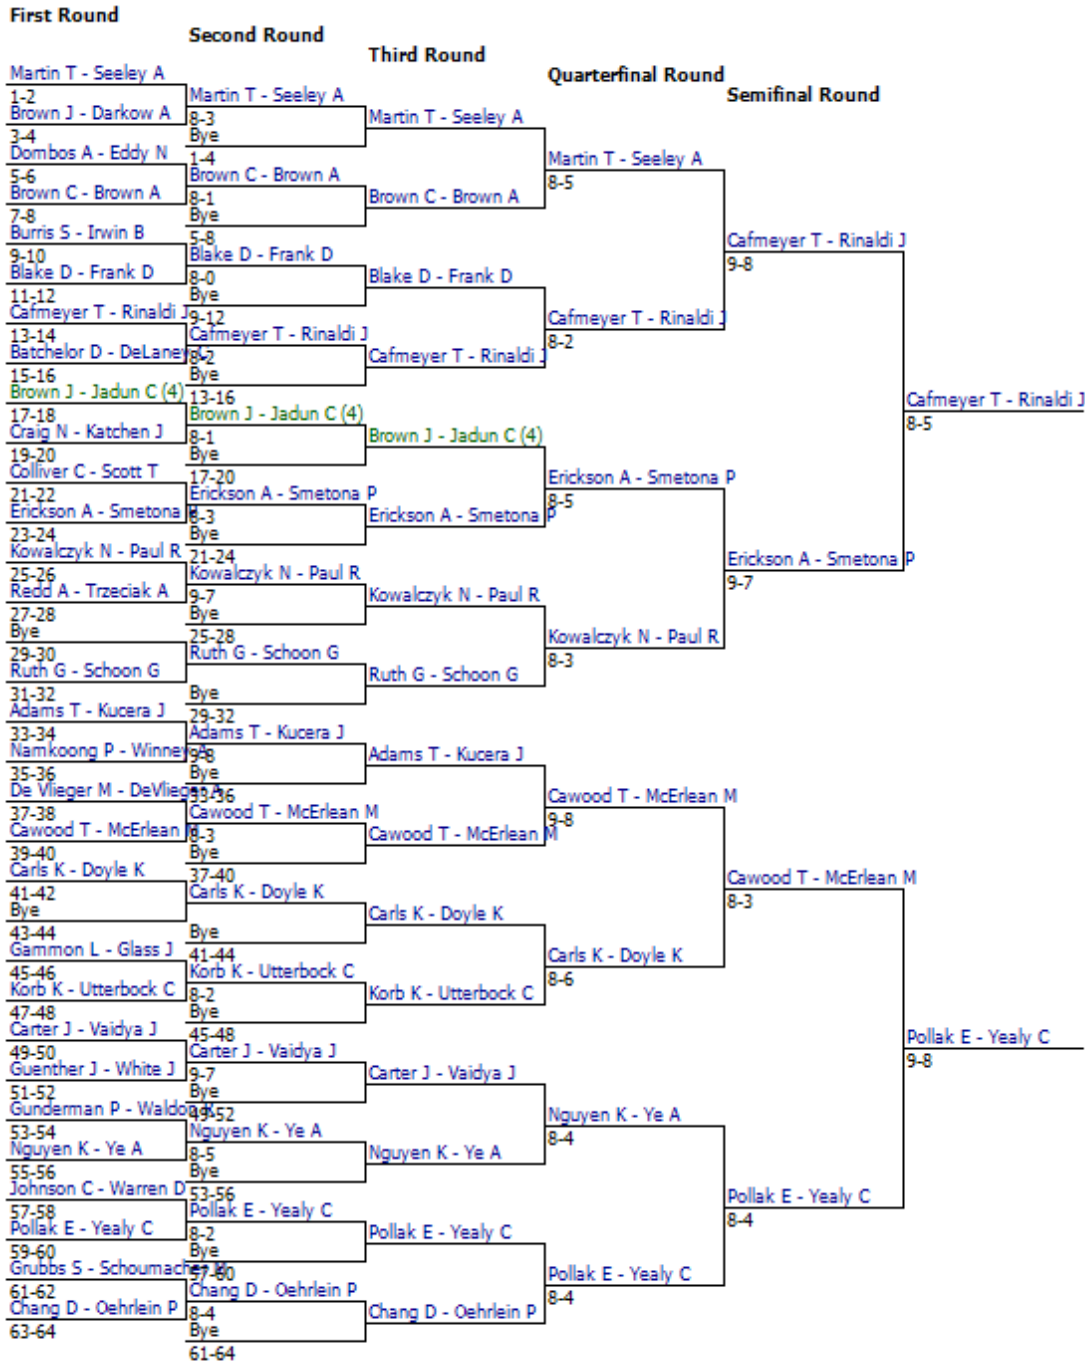 First Round
Second Round
Third Round
Quarterfinal Round
Semifinal Round
Martin T - Seeley A
1-2
Brown J - Darkow A
3-4
Dombos A - Eddy N
5-6
Brown C - Brown A
7-8
Burris S - Irwin B
9-10
Blake D - Frank D
11-12
Cafmeyer T - Rinaldi J
13-14
Batchelor D - DeLaney C
15-16
Brown J - Jadun C (4)
17-18
Craig N - Katchen J
19-20
Colliver C - Scott T
21-22
Erickson A - Smetona P
23-24
Kowalczyk N - Paul R
25-26
Redd A - Trzeciak A
27-28
Bye
29-30
Ruth G - Schoon G
31-32
Adams T - Kucera J
33-34
Namkoong P - Winney A
35-36
De Vlieger M - DeVlieger A
37-38
Cawood T - McErlean M
39-40
Carls K - Doyle K
41-42
Bye
43-44
Gammon L - Glass J
45-46
Korb K - Utterbock C
47-48
Carter J - Vaidya J
49-50
Guenther J - White J
51-52
Gunderman P - Waldon
53-54
Nguyen K - Ye A
55-56
Johnson C - Warren D
57-58
Pollak E - Yealy C
59-60
Grubbs S - Schoumacher
61-62
Chang D - Oehrlein P
63-64
Martin T - Seeley A
8-3
Bye
1-4
Brown C - Brown A
8-1
Bye
5-8
Blake D - Frank D
8-0
Bye
9-12
Cafmeyer T - Rinaldi J
8-2
Bye
13-16
Brown J - Jadun C (4)
8-1
Bye
17-20
Erickson A - Smetona P
8-3
Bye
21-24
Kowalczyk N - Paul R
9-7
Bye
25-28
Ruth G - Schoon G
Bye
29-32
Adams T - Kucera J
9-8
Bye
33-36
Cawood T - McErlean M
8-3
Bye
37-40
Carls K - Doyle K
Bye
41-44
Korb K - Utterbock C
8-2
Bye
45-48
Carter J - Vaidya J
9-7
Bye
49-52
Nguyen K - Ye A
8-5
Bye
53-56
Pollak E - Yealy C
8-2
Bye
57-60
Chang D - Oehrlein P
8-4
Bye
61-64
Martin T - Seeley A
Brown C - Brown A
Blake D - Frank D
Cafmeyer T - Rinaldi J
Brown J - Jadun C (4)
Erickson A - Smetona P
Kowalczyk N - Paul R
Ruth G - Schoon G
Adams T - Kucera J
Cawood T - McErlean M
Carls K - Doyle K
Korb K - Utterbock C
Carter J - Vaidya J
Nguyen K - Ye A
Pollak E - Yealy C
Chang D - Oehrlein P
Martin T - Seeley A
8-5
Cafmeyer T - Rinaldi J
8-2
Erickson A - Smetona P
8-5
Kowalczyk N - Paul R
8-3
Cawood T - McErlean M
9-8
Carls K - Doyle K
8-6
Nguyen K - Ye A
8-4
Pollak E - Yealy C
8-4
Cafmeyer T - Rinaldi J
9-8
Erickson A - Smetona P
9-7
Cawood T - McErlean M
8-3
Pollak E - Yealy C
8-4
Cafmeyer T - Rinaldi J
8-5
Pollak E - Yealy C
9-8